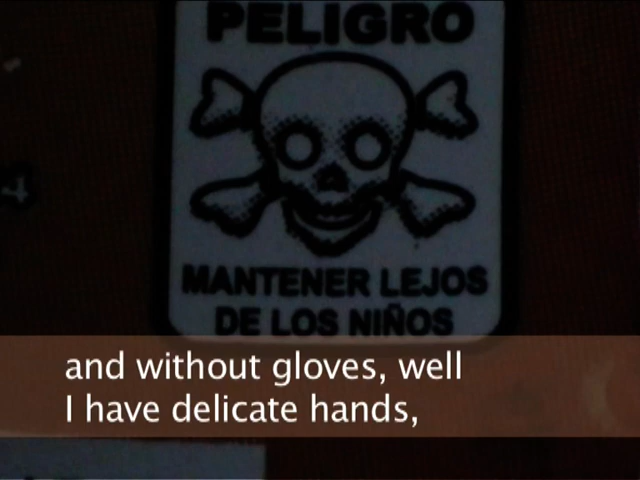 PELIGRO
MANTENER LEJOS
DE LOS NIÑOS
and without gloves, well
I have delicate hands,